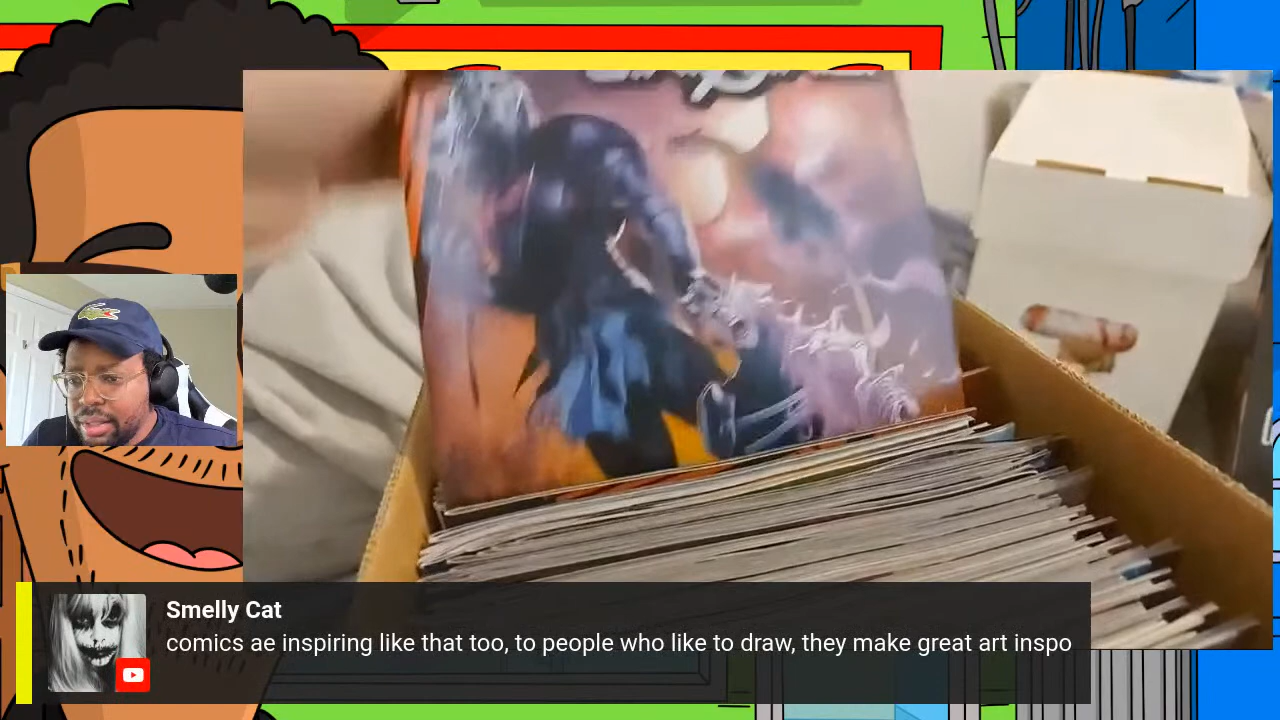 Smelly Cat
comics ae inspiring like that too, to people who like to draw, they make great art inspo